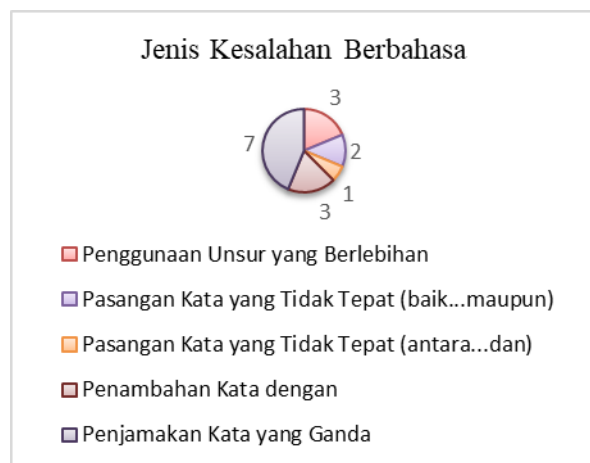 Jenis Kesalahan Berbahasa
3
7
2
1
3
Penggunaan Unsur yang Berlebihan
Pasangan Kata yang Tidak Tepat (baik...maupun)
Pasangan Kata yang Tidak Tepat (antara...dan)
Penambahan Kata dengan
Penjamakan Kata yang Ganda